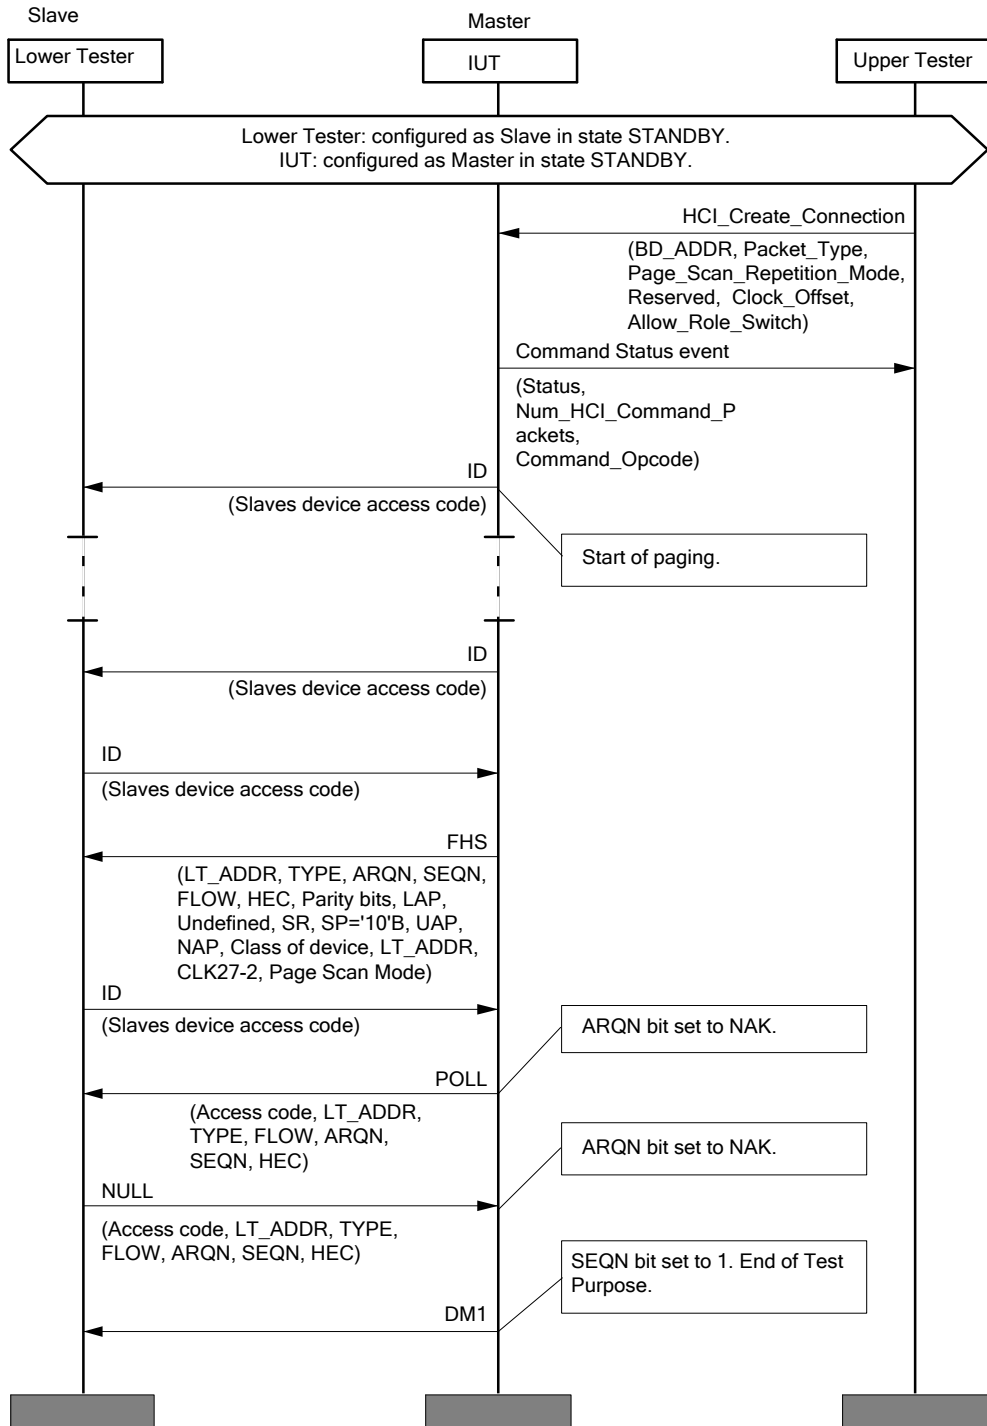 Slave
Master
Lower Tester
IUT
Upper Tester
Lower Tester: configured as Slave in state STANDBY.
IUT: configured as Master in state STANDBY.
HCI_Create_Connection
(BD_ADDR, Packet_Type,
Page_Scan_Repetition_Mode,
Reserved, Clock_Offset,
Allow_Role_Switch)
Command Status event
(Status,
Num_HCI_Command_P
ackets,
Command_Opcode)
ID
(Slaves device access code)
Start of paging.
ID
(Slaves device access code)
ID
(Slaves device access code)
FHS
(LT_ADDR, TYPE, ARQN, SEQN,
FLOW, HEC, Parity bits, LAP,
Undefined, SR, SP='10'B, UAP,
NAP, Class of device, LT_ADDR,
CLK27-2, Page Scan Mode)
ID
(Slaves device access code)
ARQN bit set to NAK.
POLL
(Access code, LT_ADDR,
TYPE, FLOW, ARQN,
SEQN, HEC)
ARQN bit set to NAK.
NULL
(Access code, LT_ADDR, TYPE,
FLOW, ARQN, SEQN, HEC)
SEQN bit set to 1. End of Test
Purpose.
DM1